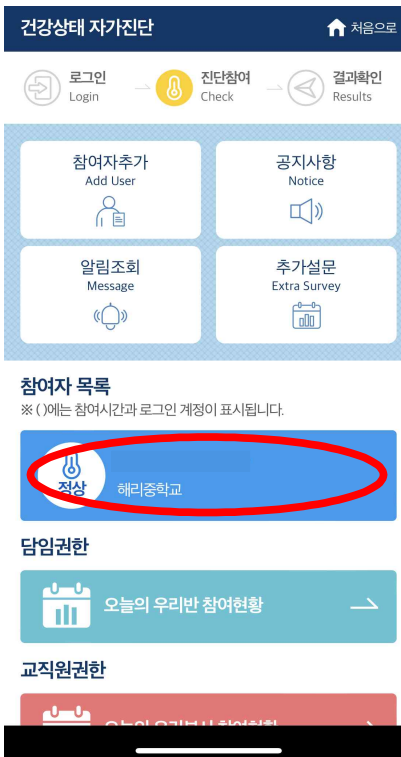 건강상태 자가진단
처음으로
로그인
Login
진단참여
Check
결과확인
Results
참여자추가
Add User
공지사항
Notice
알림조회
Message
추가설문
Extra Survey
참여자 목록
※ ( )에는 참여시간과 로그인 계정이 표시됩니다.
정상
해리중학교
담임권한
오늘의 우리반 참여현황
교직원권한